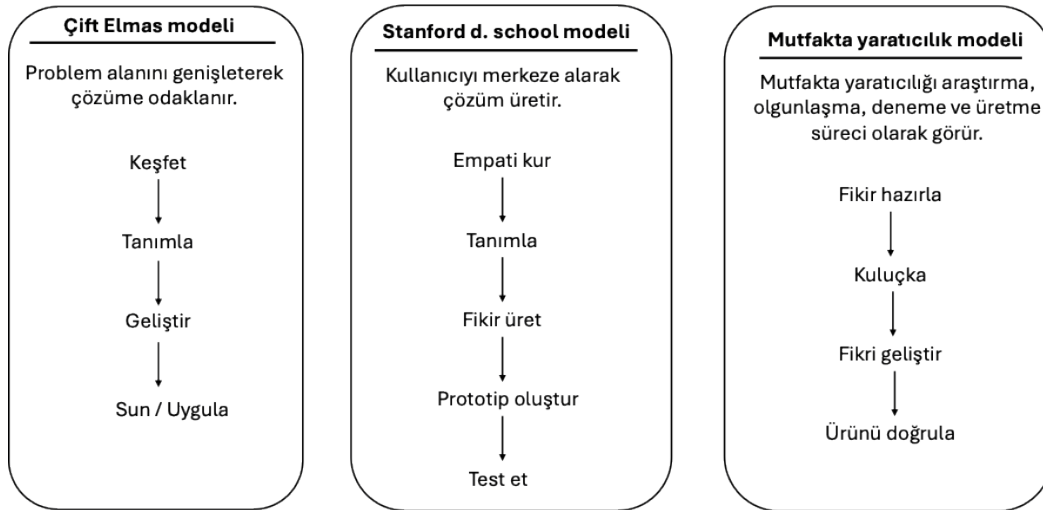 Çift Elmas modeli
Problem alanını genişleterek
çözüme odaklanır.
Keşfet
Tanımla
Geliştir
Sun / Uygula
Stanford d. school modeli
Kullanıcıyı merkeze alarak
çözüm üretir.
Empati kur
Tanımla
Fikir üret
Prototip oluştur
Test et
Mutfakta yaratıcılık modeli
Mutfakta yaratıcılığı araştırma,
olgunlaşma, deneme ve üretme
süreci olarak görür.
Fikir hazırla
Kuluçka
Fikri geliştir
Ürünü doğrula